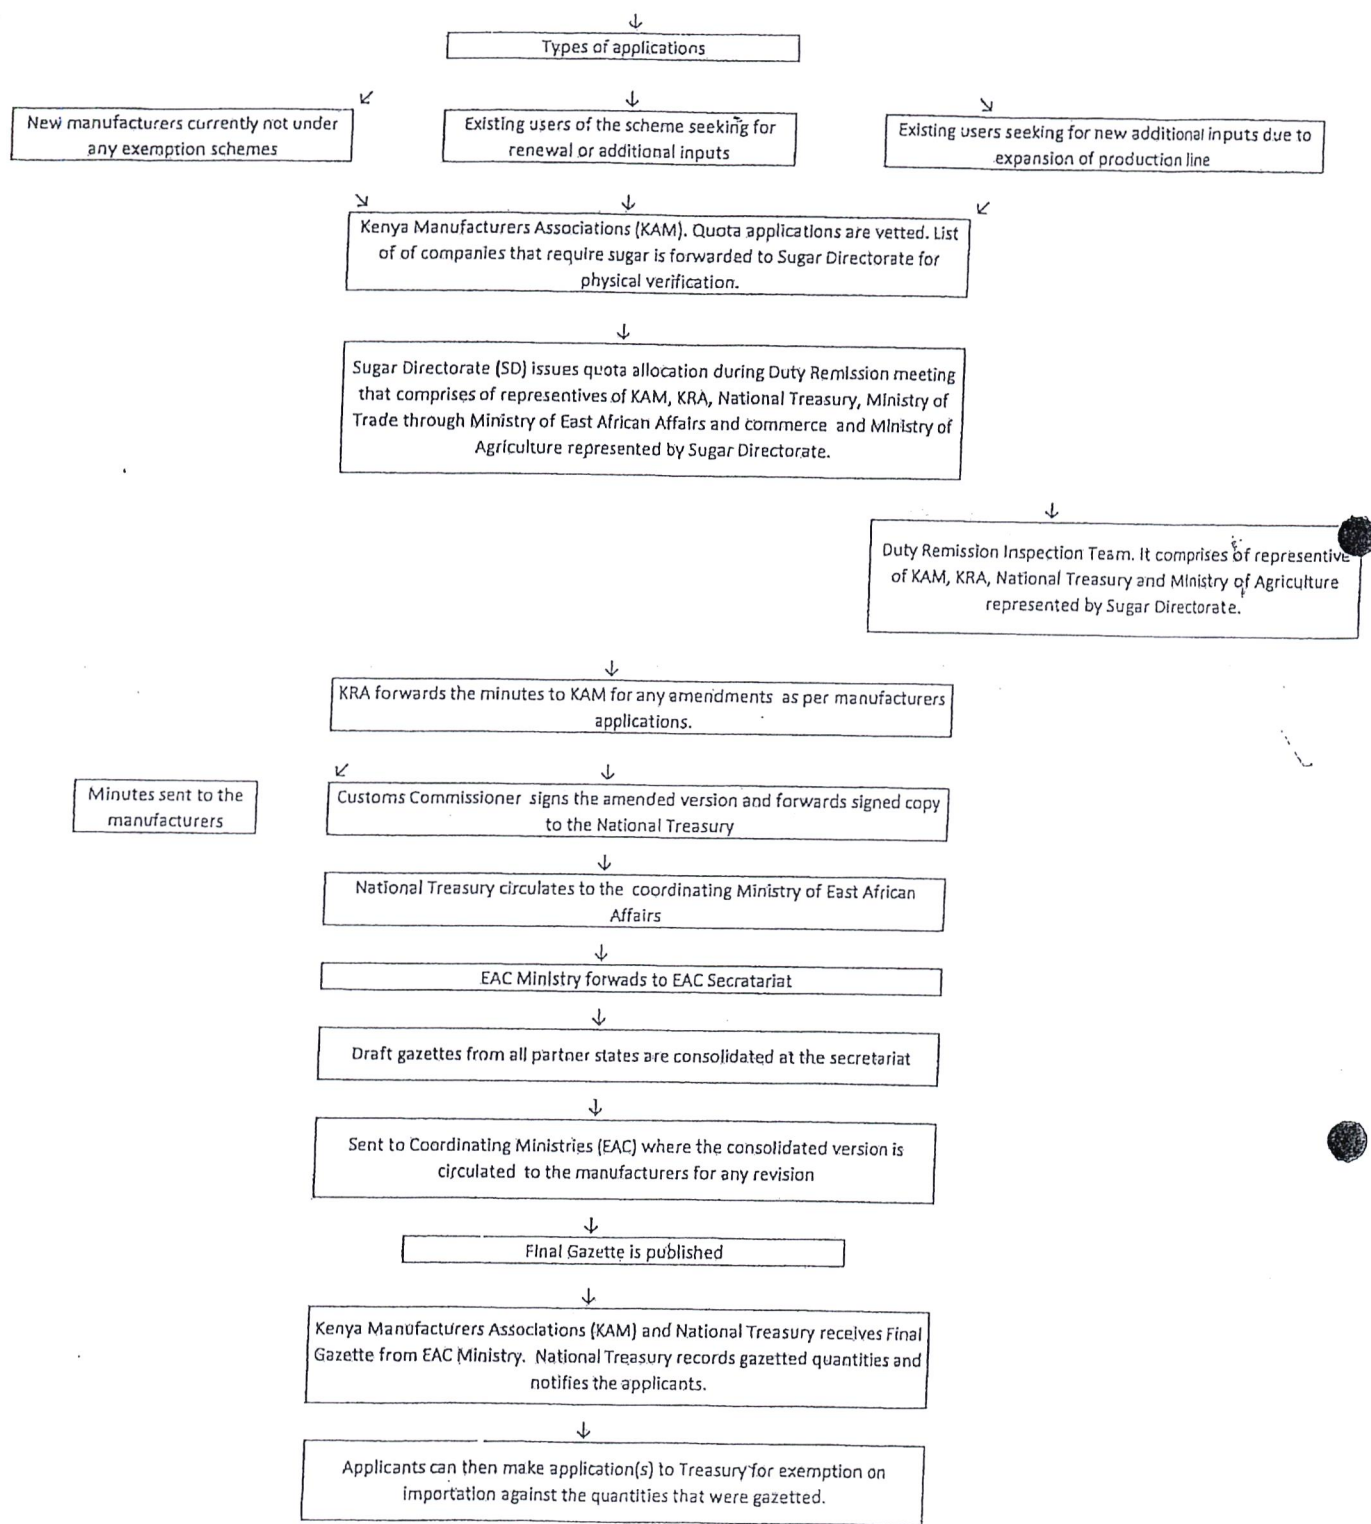 Types of applications
New manufacturers currently not under
any exemption schemes
Existing users of the scheme seeking for
renewal or additional inputs
Existing users seeking for new additional inputs due to
expansion of production line
Kenya Manufacturers Associations (KAM). Quota applications are vetted. List
of of companies that require sugar is forwarded to Sugar Directorate for
physical verification.
Sugar Directorate (SD) issues quota allocation during Duty Remission meeting
that comprises of representives of KAM, KRA, National Treasury, Ministry of
Trade through Ministry of East African Affairs and commerce and Ministry of
Agriculture represented by Sugar Directorate.
Duty Remission Inspection Team. It comprises of representive
of KAM, KRA, National Treasury and Ministry of Agriculture
represented by Sugar Directorate.
KRA forwards the minutes to KAM for any amendments as per manufacturers
applications.
Minutes sent to the
manufacturers
Customs Commissioner signs the amended version and forwards signed copy
to the National Treasury
National Treasury circulates to the coordinating Ministry of East African
Affairs
EAC Ministry forwads to EAC Secratariat
Draft gazettes from all partner states are consolidated at the secretariat
Sent to Coordinating Ministries (EAC) where the consolidated version is
circulated to the manufacturers for any revision
Final Gazette is published
Kenya Manufacturers Associations (KAM) and National Treasury receives Final
Gazette from EAC Ministry. National Treasury records gazetted quantities and
notifies the applicants.
Applicants can then make application(s) to Treasury for exemption on
importation against the quantities that were gazetted.